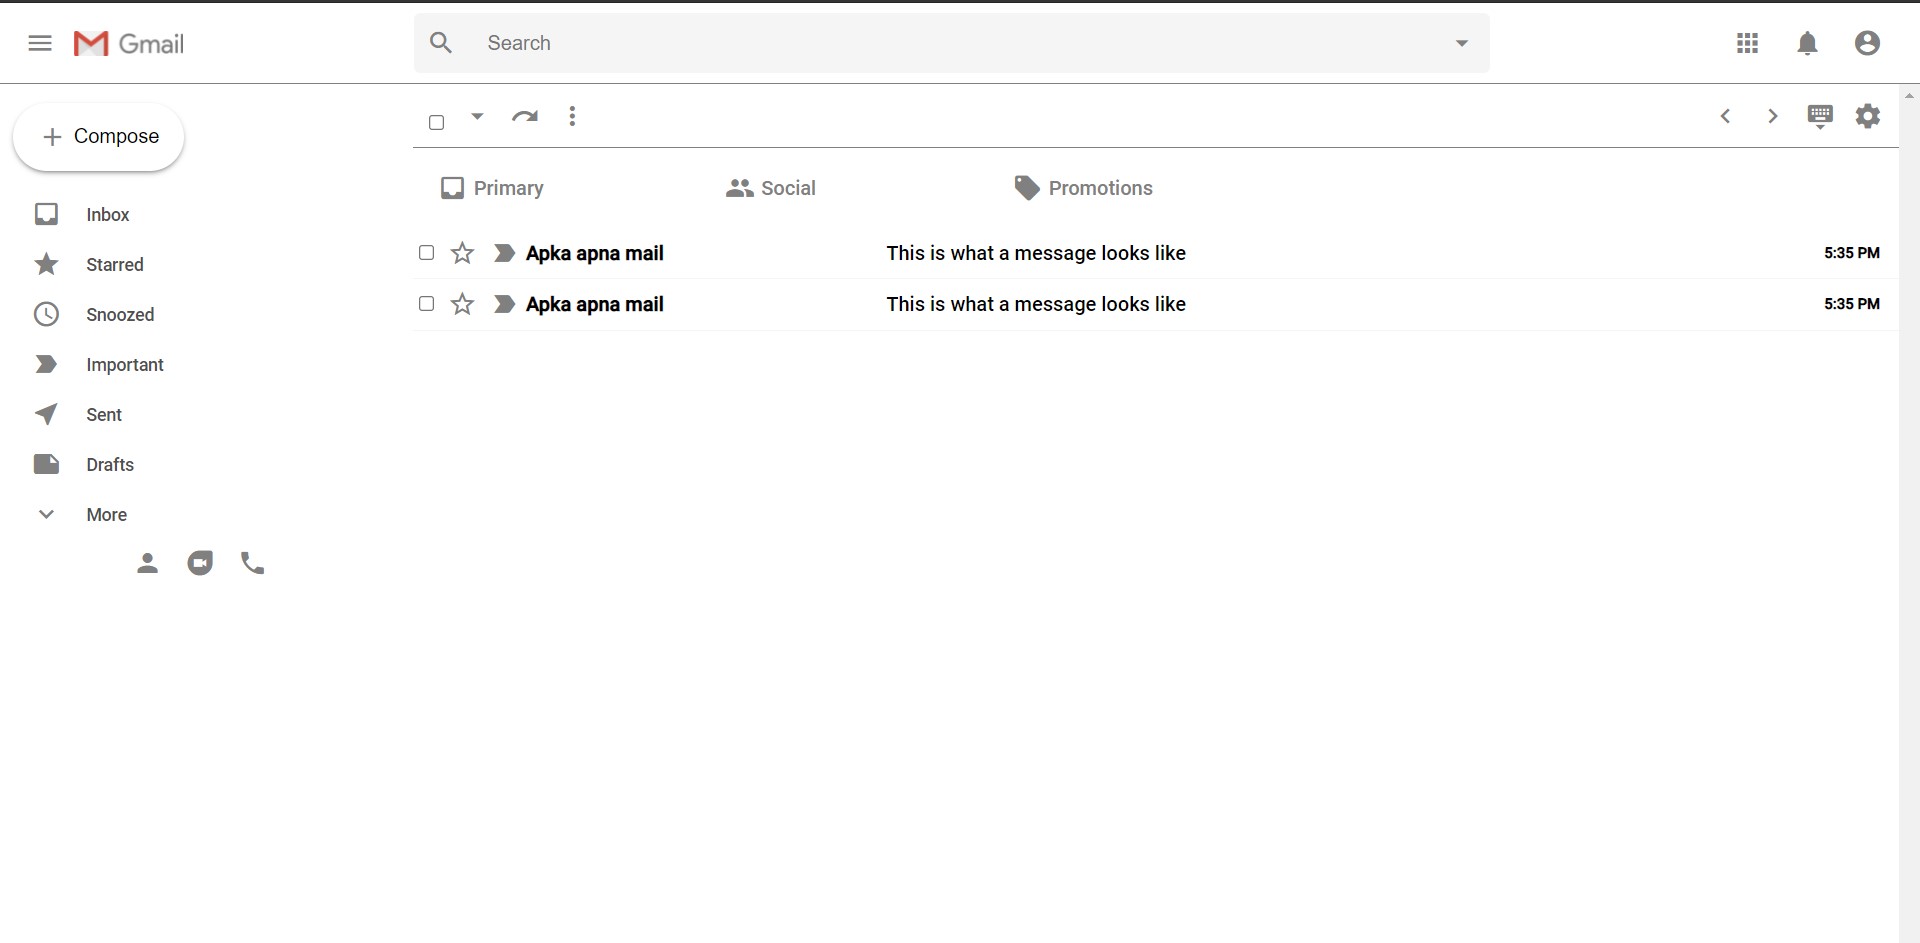 Gmail
Search
Compose
Inbox
Starred
Snoozed
Important
Sent
Drafts
More
Primary Social Promotions
Apka apna mail This is what a message looks like 5:35 PM
Apka apna mail This is what a message looks like 5:35 PM